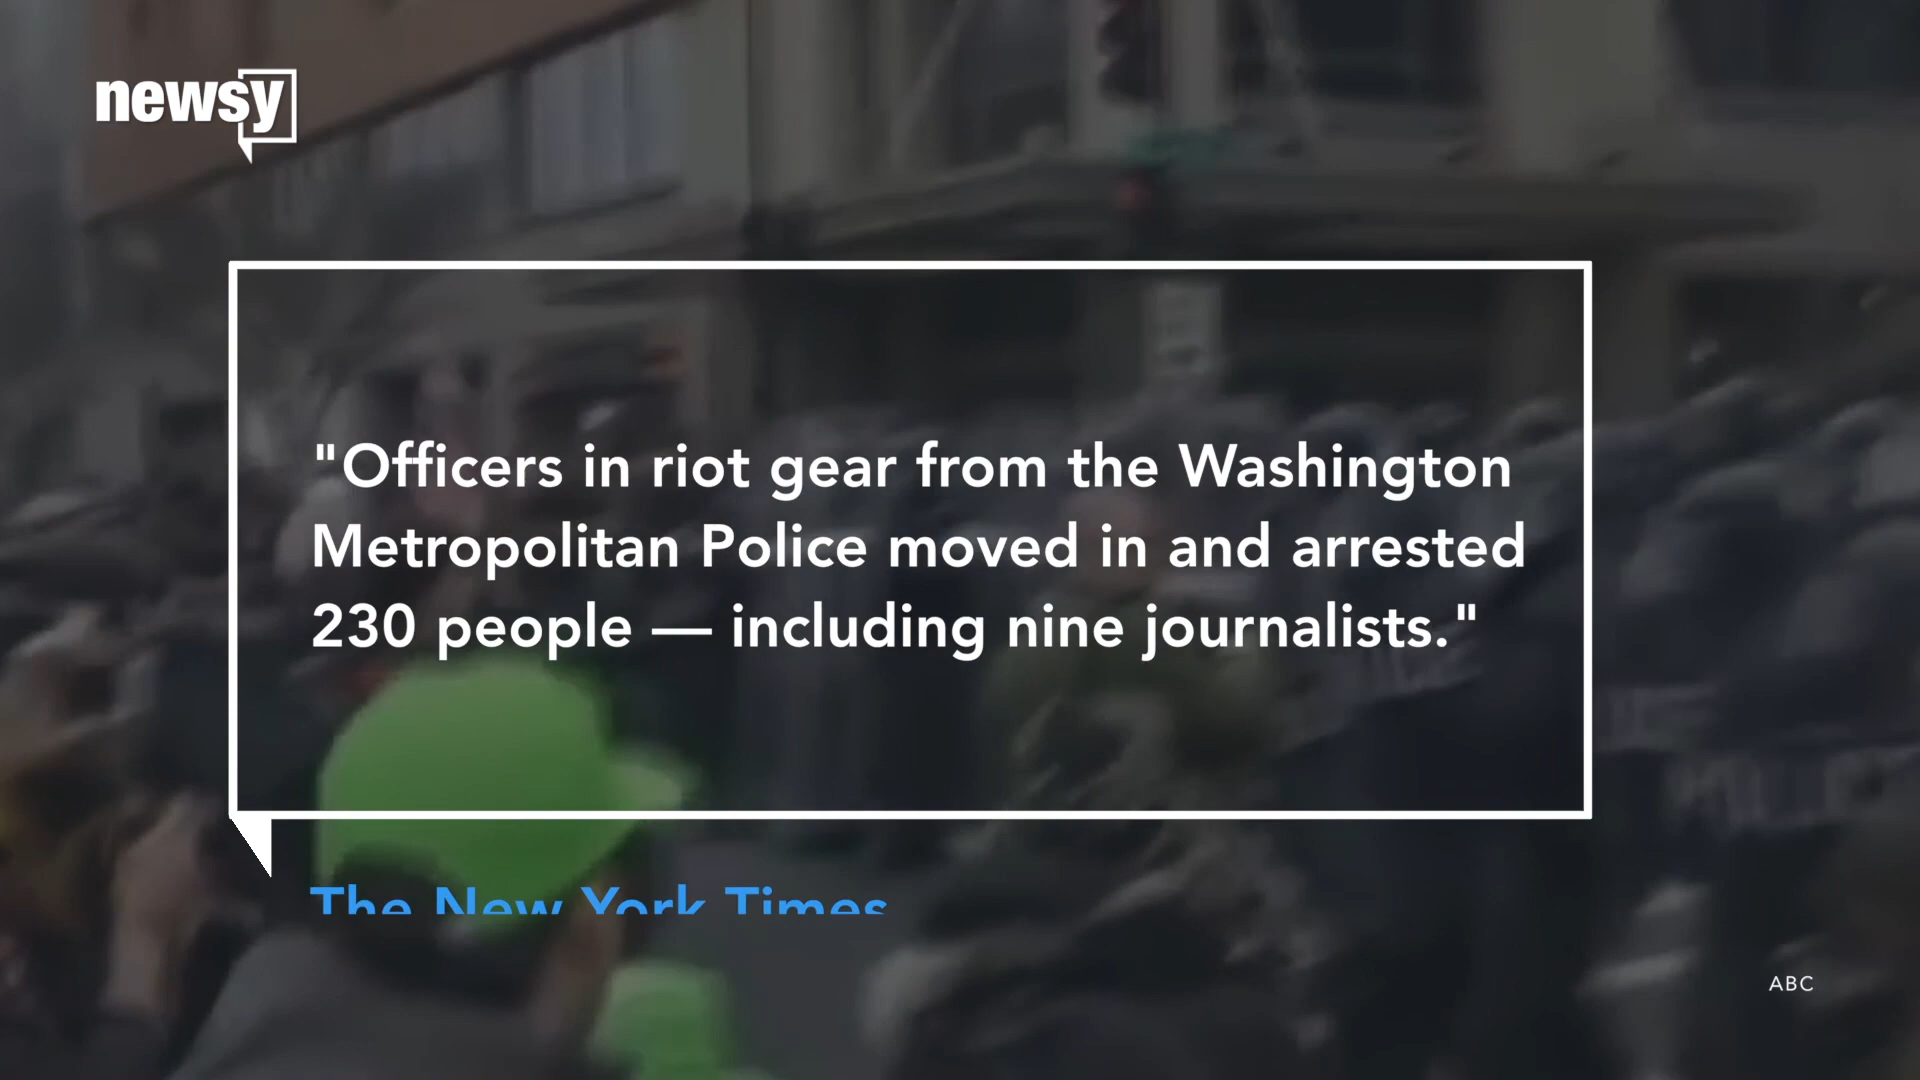 newsy
"Officers in riot gear from the Washington
Metropolitan Police moved in and arrested
230 people — including nine journalists."
The New York Times
ABC